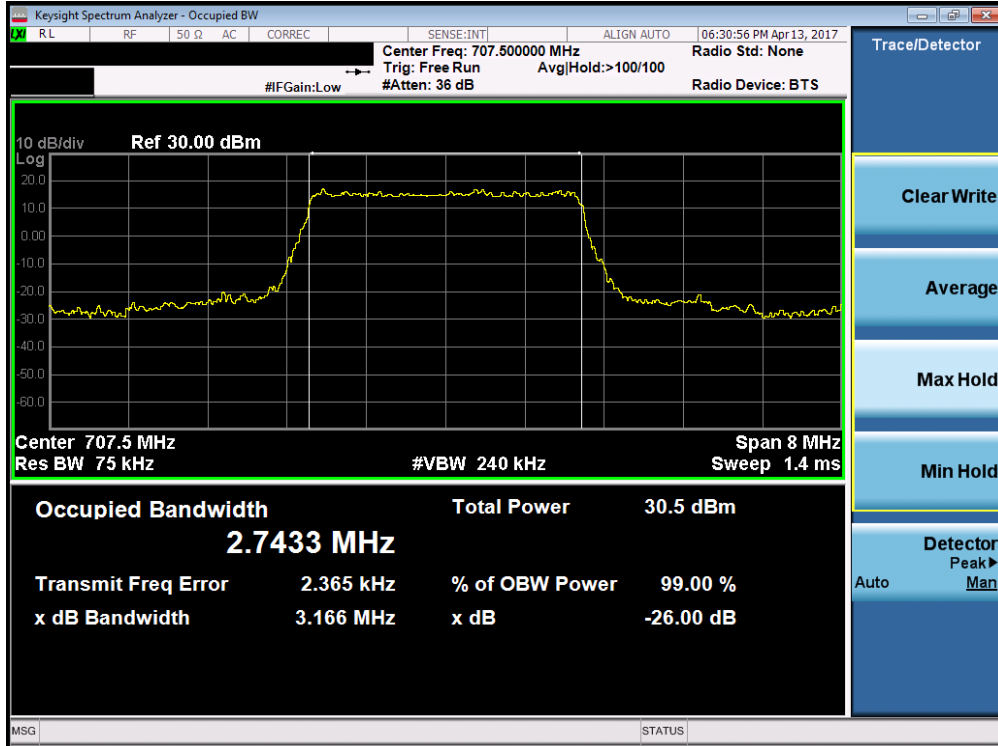 Keysight Spectrum Analyzer - Occupied BW
LXI RL RF 50 Ω AC CORREC SENSE:INT ALIGN AUTO 06:30:56 PM Apr 13, 2017
Center Freq: 707.500000 MHz Radio Std: None
Trig: Free Run Avg|Hold:>100/100
#IFGain:Low #Atten: 36 dB Radio Device: BTS
10 dB/div Ref 30.00 dBm
Log
20.0
10.0
0.00
-10.0
-20.0
-30.0
-40.0
-50.0
-60.0
Center 707.5 MHz Span 8 MHz
Res BW 75 kHz #VBW 240 kHz Sweep 1.4 ms
Occupied Bandwidth Total Power 30.5 dBm
2.7433 MHz
Transmit Freq Error 2.365 kHz % of OBW Power 99.00 %
x dB Bandwidth 3.166 MHz x dB -26.00 dB
MSG STATUS
Trace/Detector
Clear Write
Average
Max Hold
Min Hold
Detector
Peak▶
Auto Man